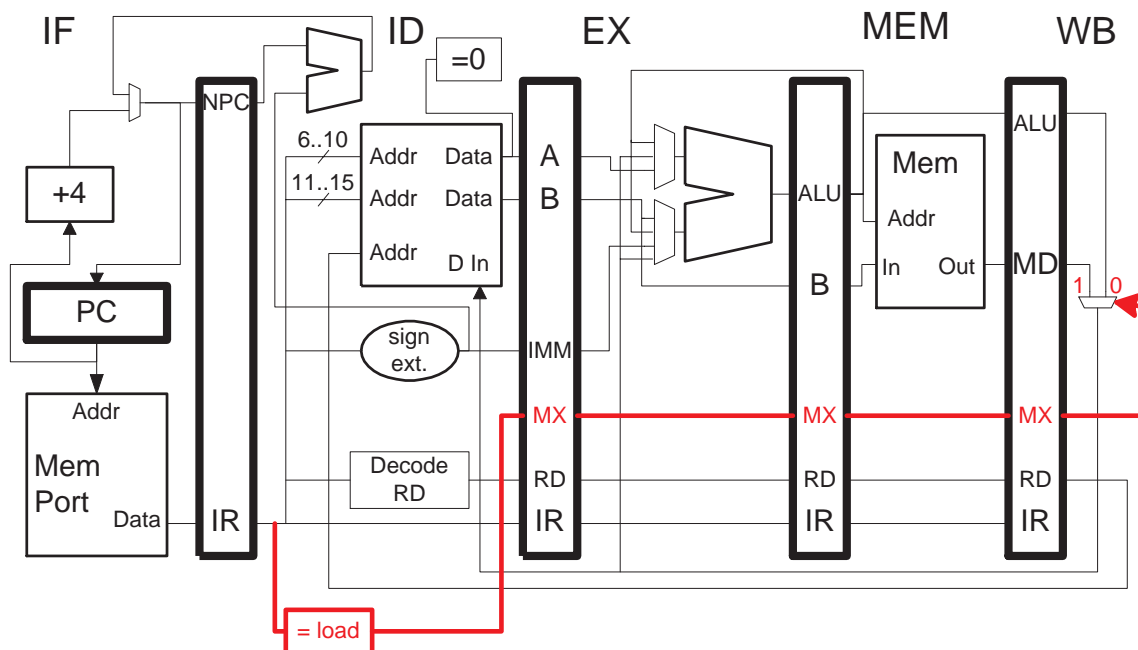 IF
ID
EX
MEM
WB
=0
NPC
6..10
11..15
Addr
Data
Addr
Data
Addr
D In
A
B
ALU
B
Mem
Addr
In
Out
ALU
MD
1
0
+4
PC
sign
ext.
IMM
Addr
Mem
Port
Data
MX
MX
MX
Decode
RD
RD
RD
RD
IR
IR
IR
IR
= load